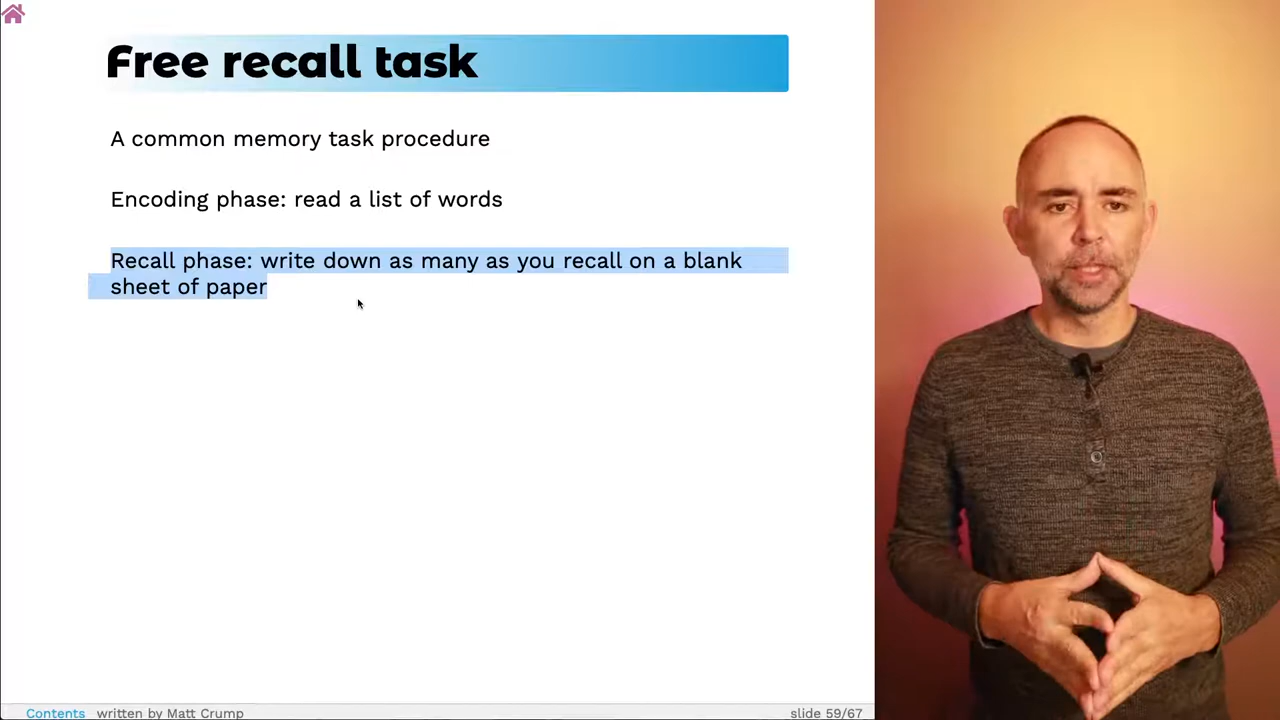 Free recall task
A common memory task procedure
Encoding phase: read a list of words
Recall phase: write down as many as you recall on a blank
sheet of paper
Contents written by Matt Crump slide 59/67